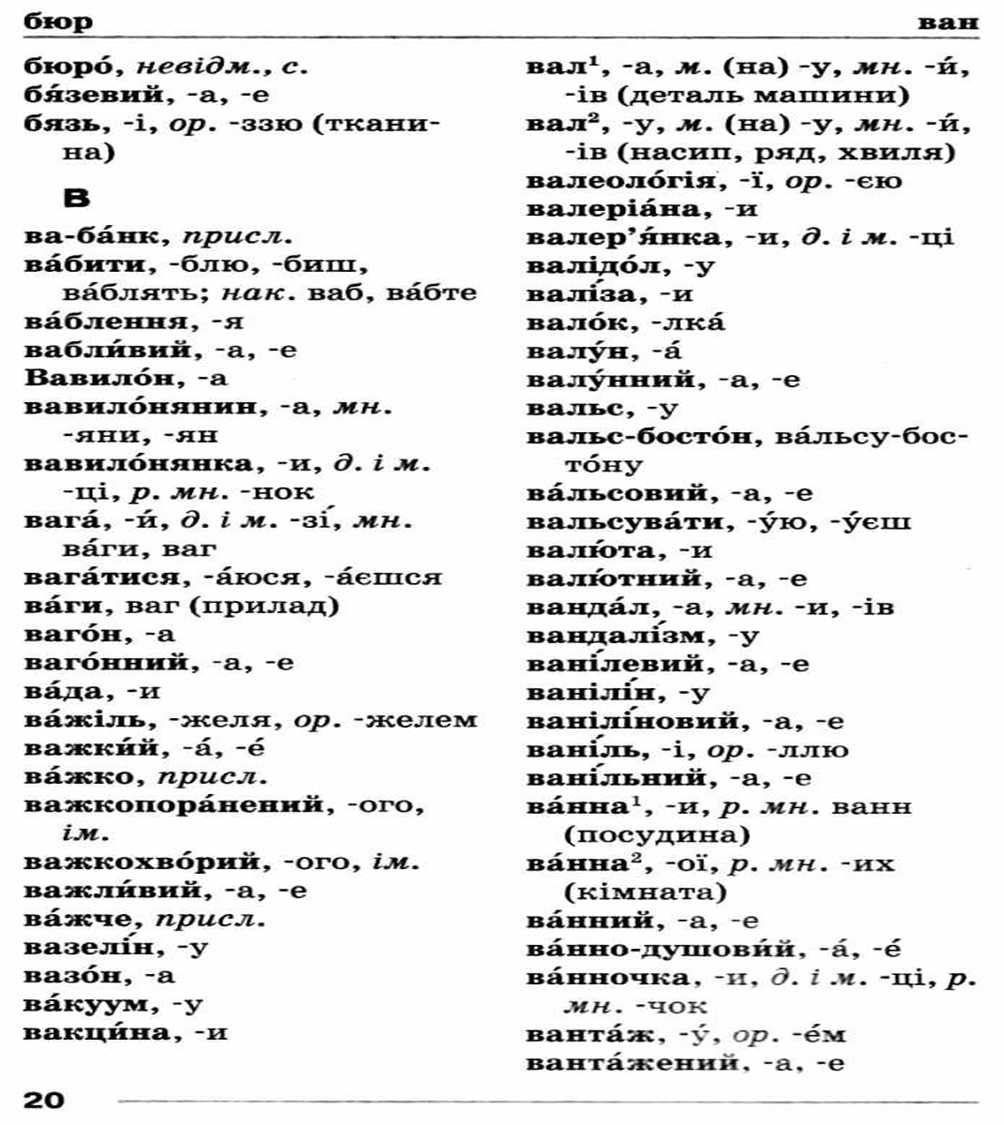 бюр
ван
бюро́, невідм., с.
бя́зевий, -а, -е
бязь, -і, ор. -ззю (ткани-
на)
В
ва-ба́нк, присл.
ва́бити, -блю, -биш,
ва́блять; нак. ваб, ва́бте
ва́блення, -я
вабли́вий, -а, -е
Вавило́н, -а
вавило́нянин, -а, мн.
-яни, -ян
вавило́нянка, -и, д. і м.
-ці, р. мн. -нок
вага́, -и́, д. і м. -зі́, мн.
ва́ги, ваг
вага́тися, -а́юся, -а́єшся
ва́ги, ваг (прилад)
ваго́н, -а
ваго́нний, -а, -е
ва́да, -и
ва́жіль, -желя, ор. -желем
важки́й, -а́, -е́
ва́жко, присл.
важкопора́нений, -ого,
ім.
важкохво́рий, -ого, ім.
важли́вий, -а, -е
ва́жче, присл.
вазелі́н, -у
вазо́н, -а
ва́куум, -у
вакци́на, -и
вал¹, -а, м. (на) -у, мн. -и́,
-ів (деталь машини)
вал², -у, м. (на) -у, мн. -и́,
-ів (насип, ряд, хвиля)
валеоло́гія, -ї, ор. -єю
валеріа́на, -и
валер’я́нка, -и, д. і м. -ці
валідо́л, -у
валі́за, -и
вало́к, -лка́
валу́н, -а́
валу́нний, -а, -е
вальс, -у
вальс-босто́н, ва́льсу-бос-
то́ну
ва́льсовий, -а, -е
вальсува́ти, -у́ю, -у́єш
валю́та, -и
валю́тний, -а, -е
ванда́л, -а, мн. -и, -ів
вандалі́зм, -у
вані́левий, -а, -е
ванілі́н, -у
ванілі́новий, -а, -е
вані́ль, -і, ор. -ллю
вані́льний, -а, -е
ва́нна¹, -и, р. мн. ванн
(посудина)
ва́нна², -ої, р. мн. -их
(кімната)
ва́нний, -а, -е
ва́нно-душови́й, -а́, -е́
ва́нночка, -и, д. і м. -ці, р.
мн. -чок
ванта́ж, -у́, ор. -е́м
ванта́жений, -а, -е
20